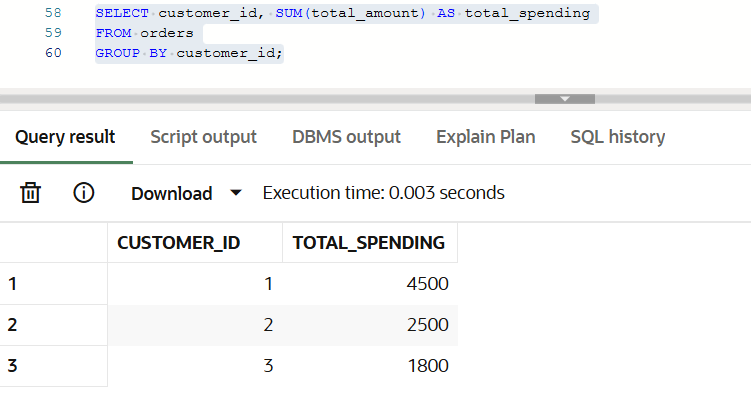 58 SELECT customer_id, SUM(total_amount) AS total_spending
59 FROM orders
60 GROUP BY customer_id;
Query result Script output DBMS output Explain Plan SQL history
Download Execution time: 0.003 seconds
CUSTOMER_ID TOTAL_SPENDING
1 1 4500
2 2 2500
3 3 1800